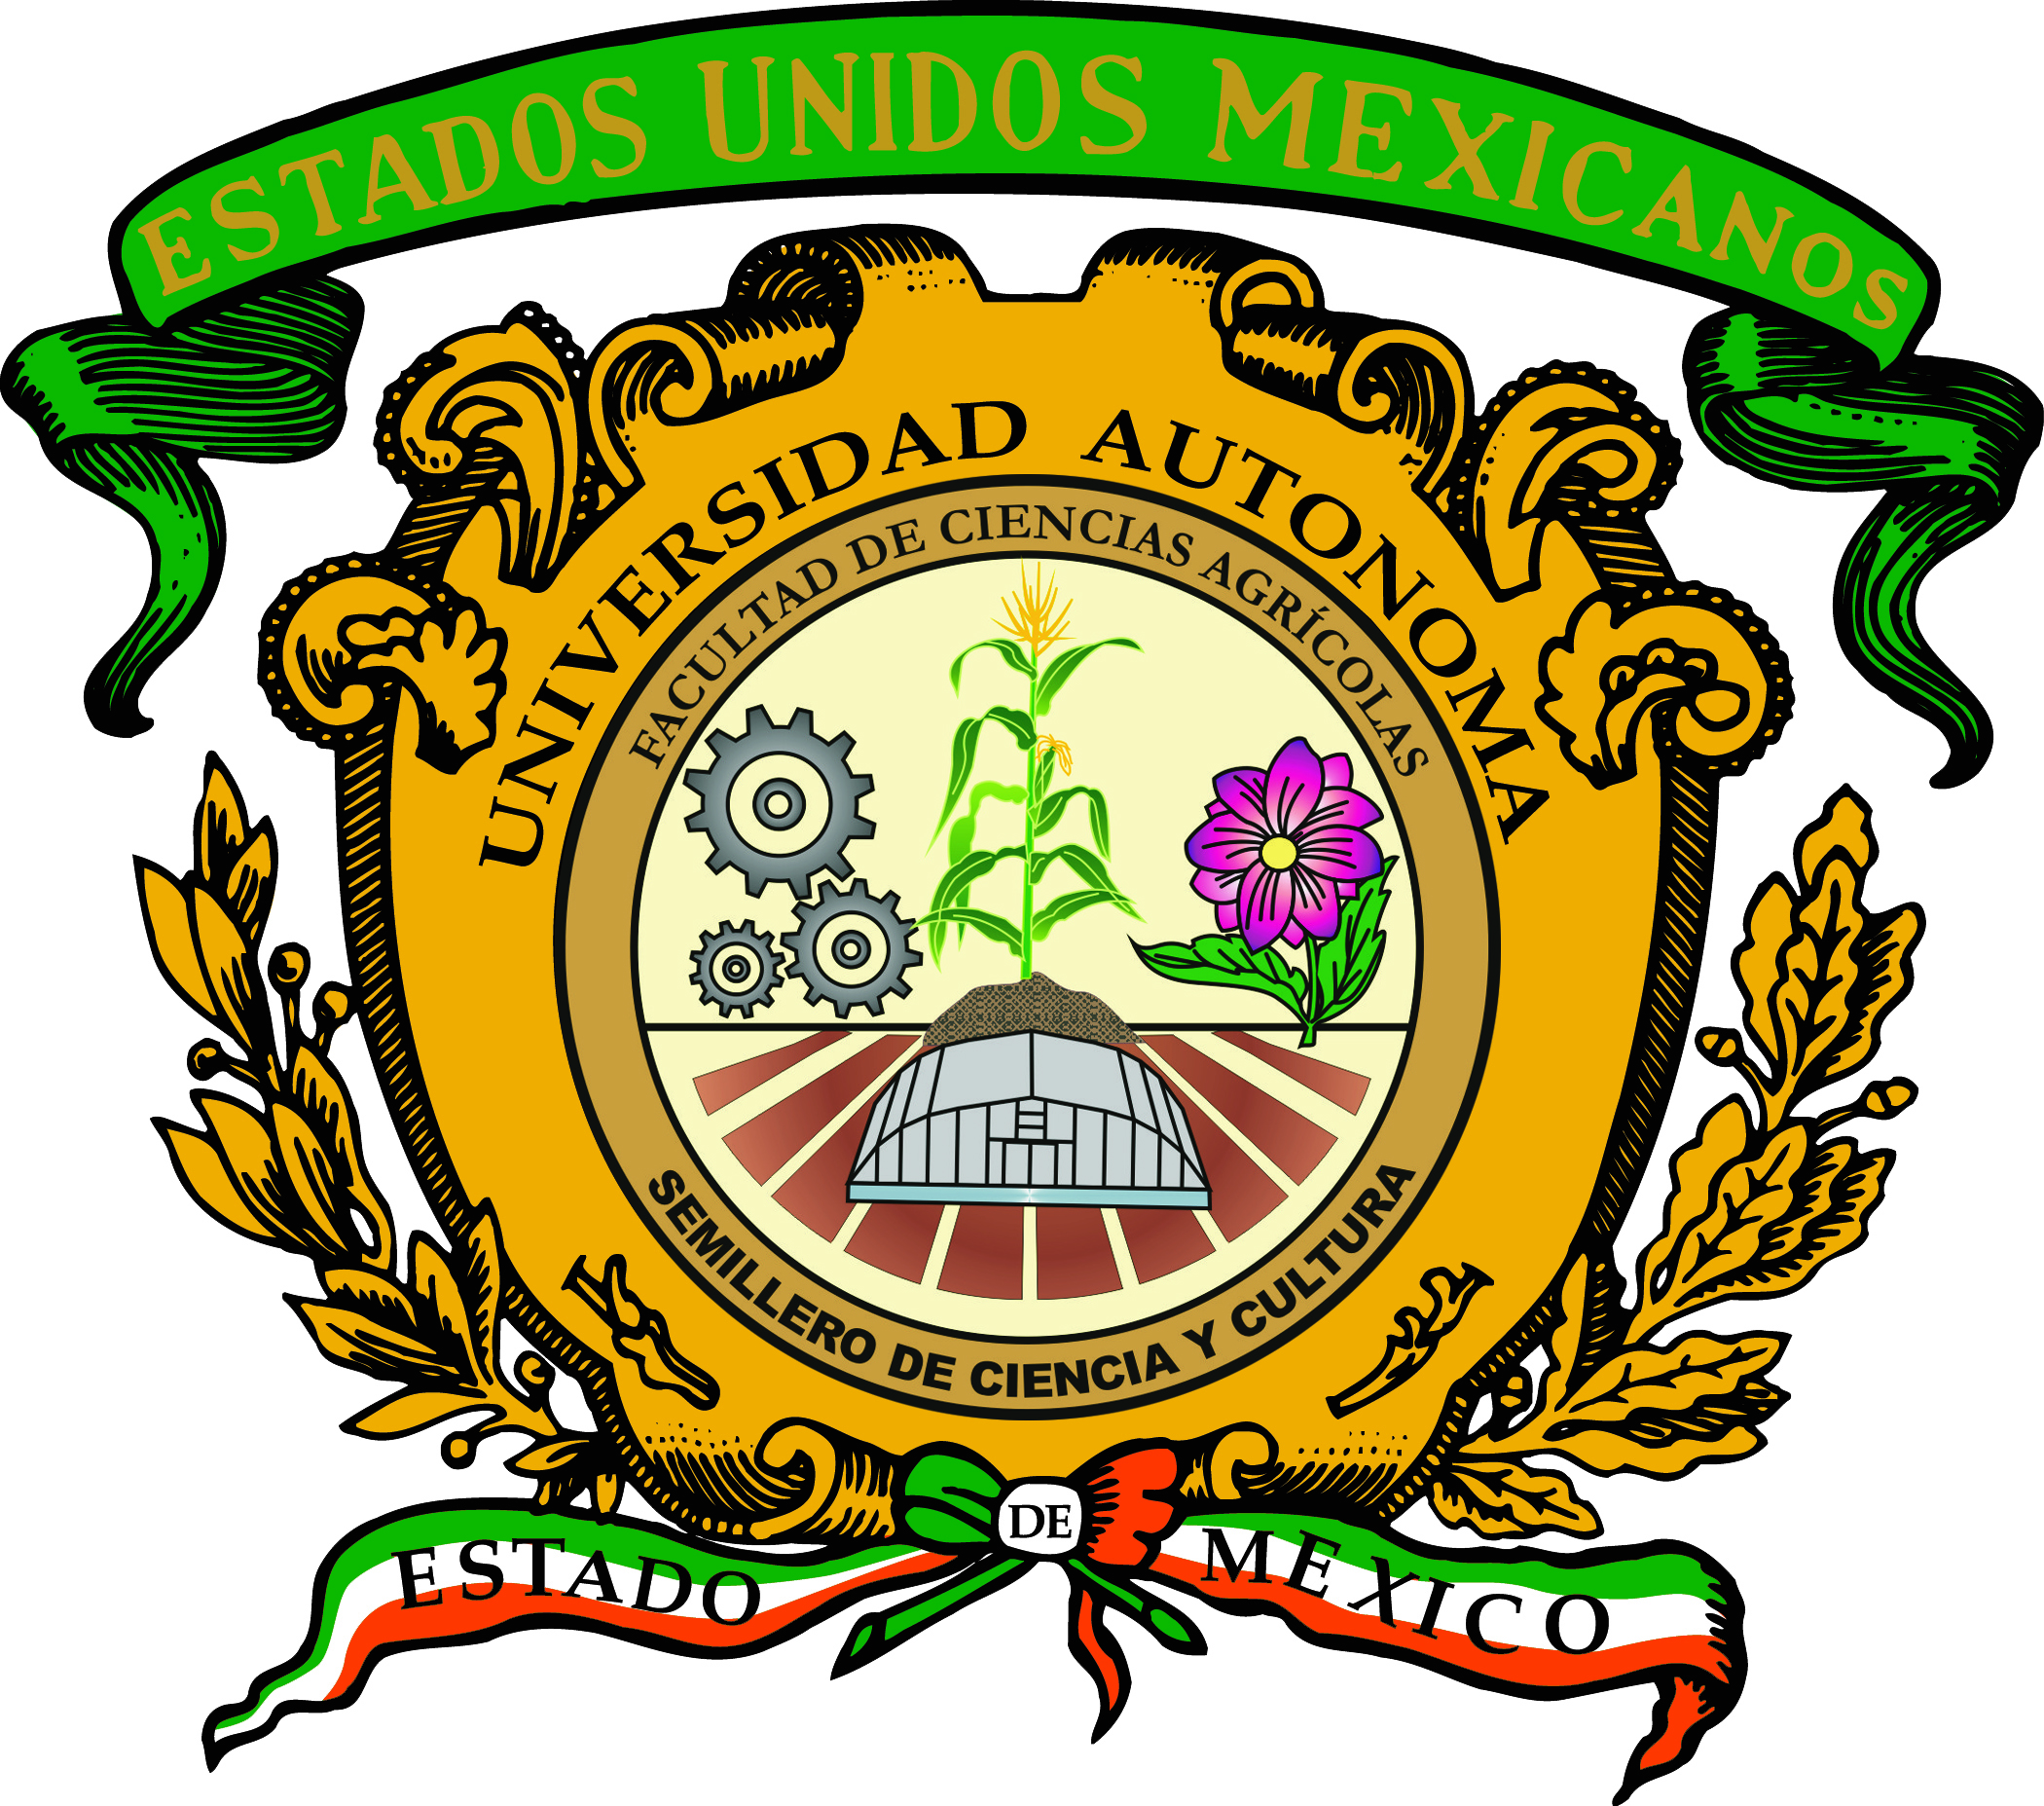 ESTADOS UNIDOS MEXICANOS
UNIVERSIDAD AUTONOMA
FACULTAD DE CIENCIAS AGRÍCOLAS
SEMILLERO DE CIENCIA Y CULTURA
ESTADO DE MEXICO